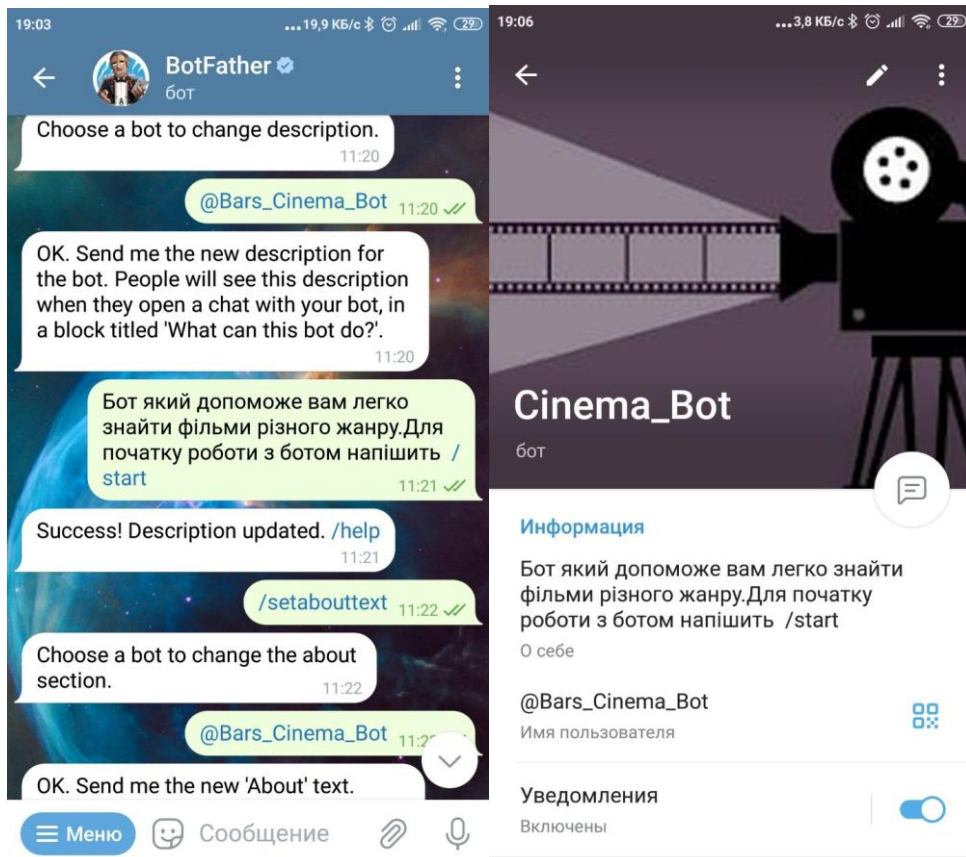 19:03
19,9 КБ/с
29
BotFather
бот
Choose a bot to change description.
11:20
@Bars_Cinema_Bot 11:20
OK. Send me the new description for
the bot. People will see this description
when they open a chat with your bot, in
a block titled 'What can this bot do?'.
11:20
Бот який допоможе вам легко
знайти фільми різного жанру.Для
початку роботи з ботом напішить /
start
11:21
Success! Description updated. /help
11:21
/setabouttext 11:22
Choose a bot to change the about
section.
11:22
@Bars_Cinema_Bot
OK. Send me the new 'About' text.
Меню
Сообщение
19:06
...3,8 КБ/с
29
Cinema_Bot
бот
Информация
Бот який допоможе вам легко знайти
фільми різного жанру.Для початку
роботи з ботом напішить /start
О себе
@Bars_Cinema_Bot
Имя пользователя
Уведомления
Включены